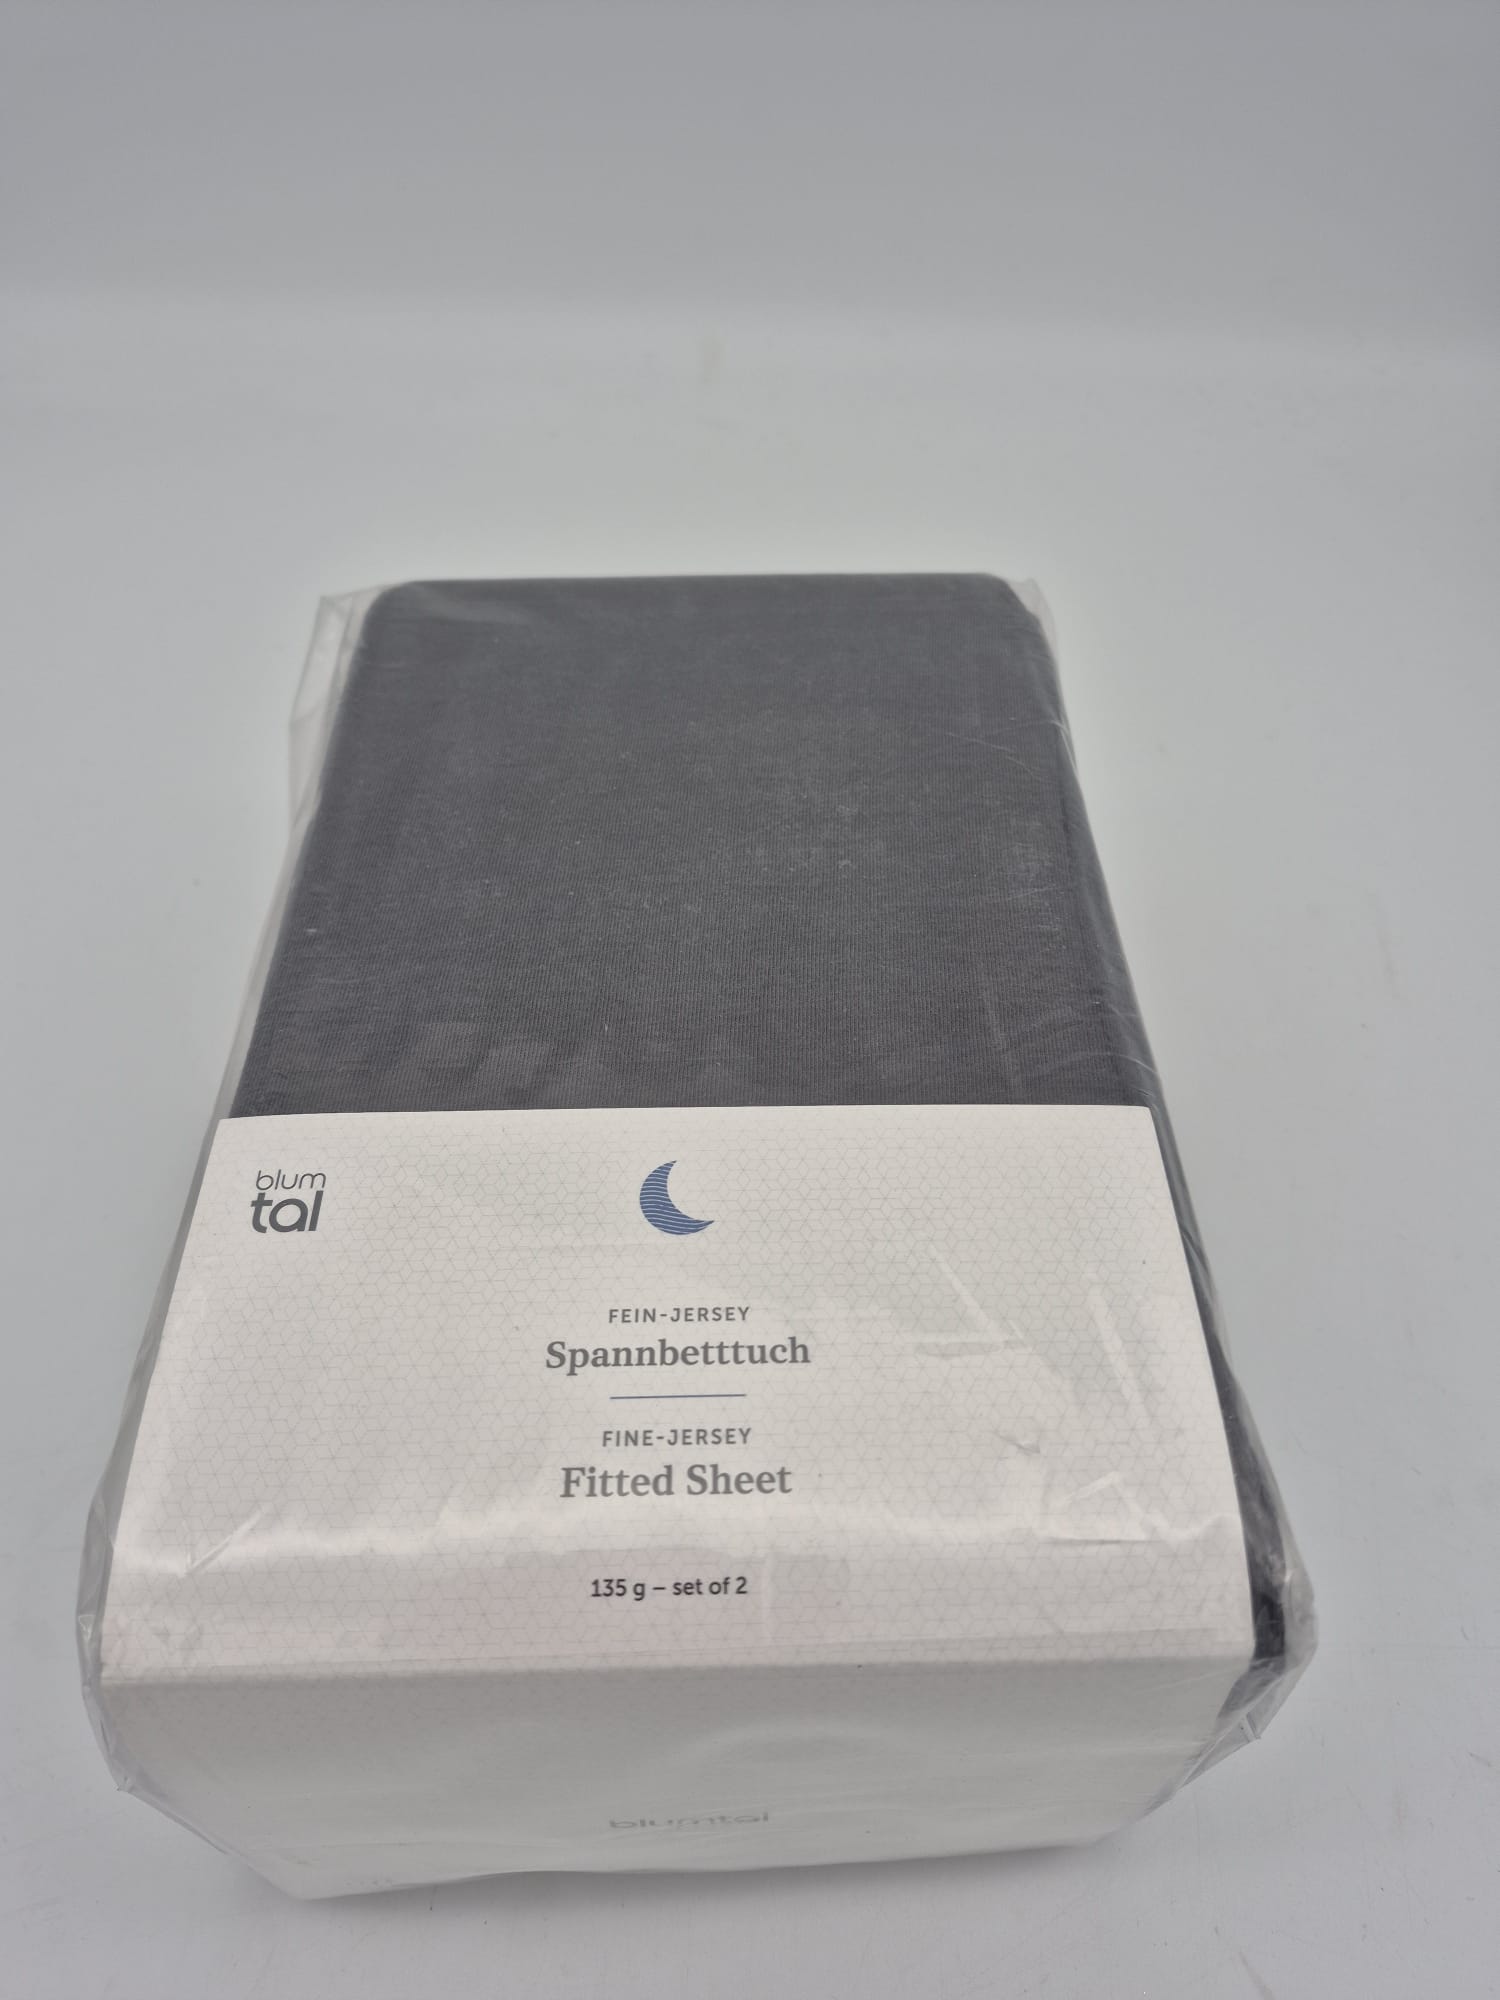 blum
tal
FEIN-JERSEY
Spannbetttuch
FINE-JERSEY
Fitted Sheet
135 g – set of 2
blumtal